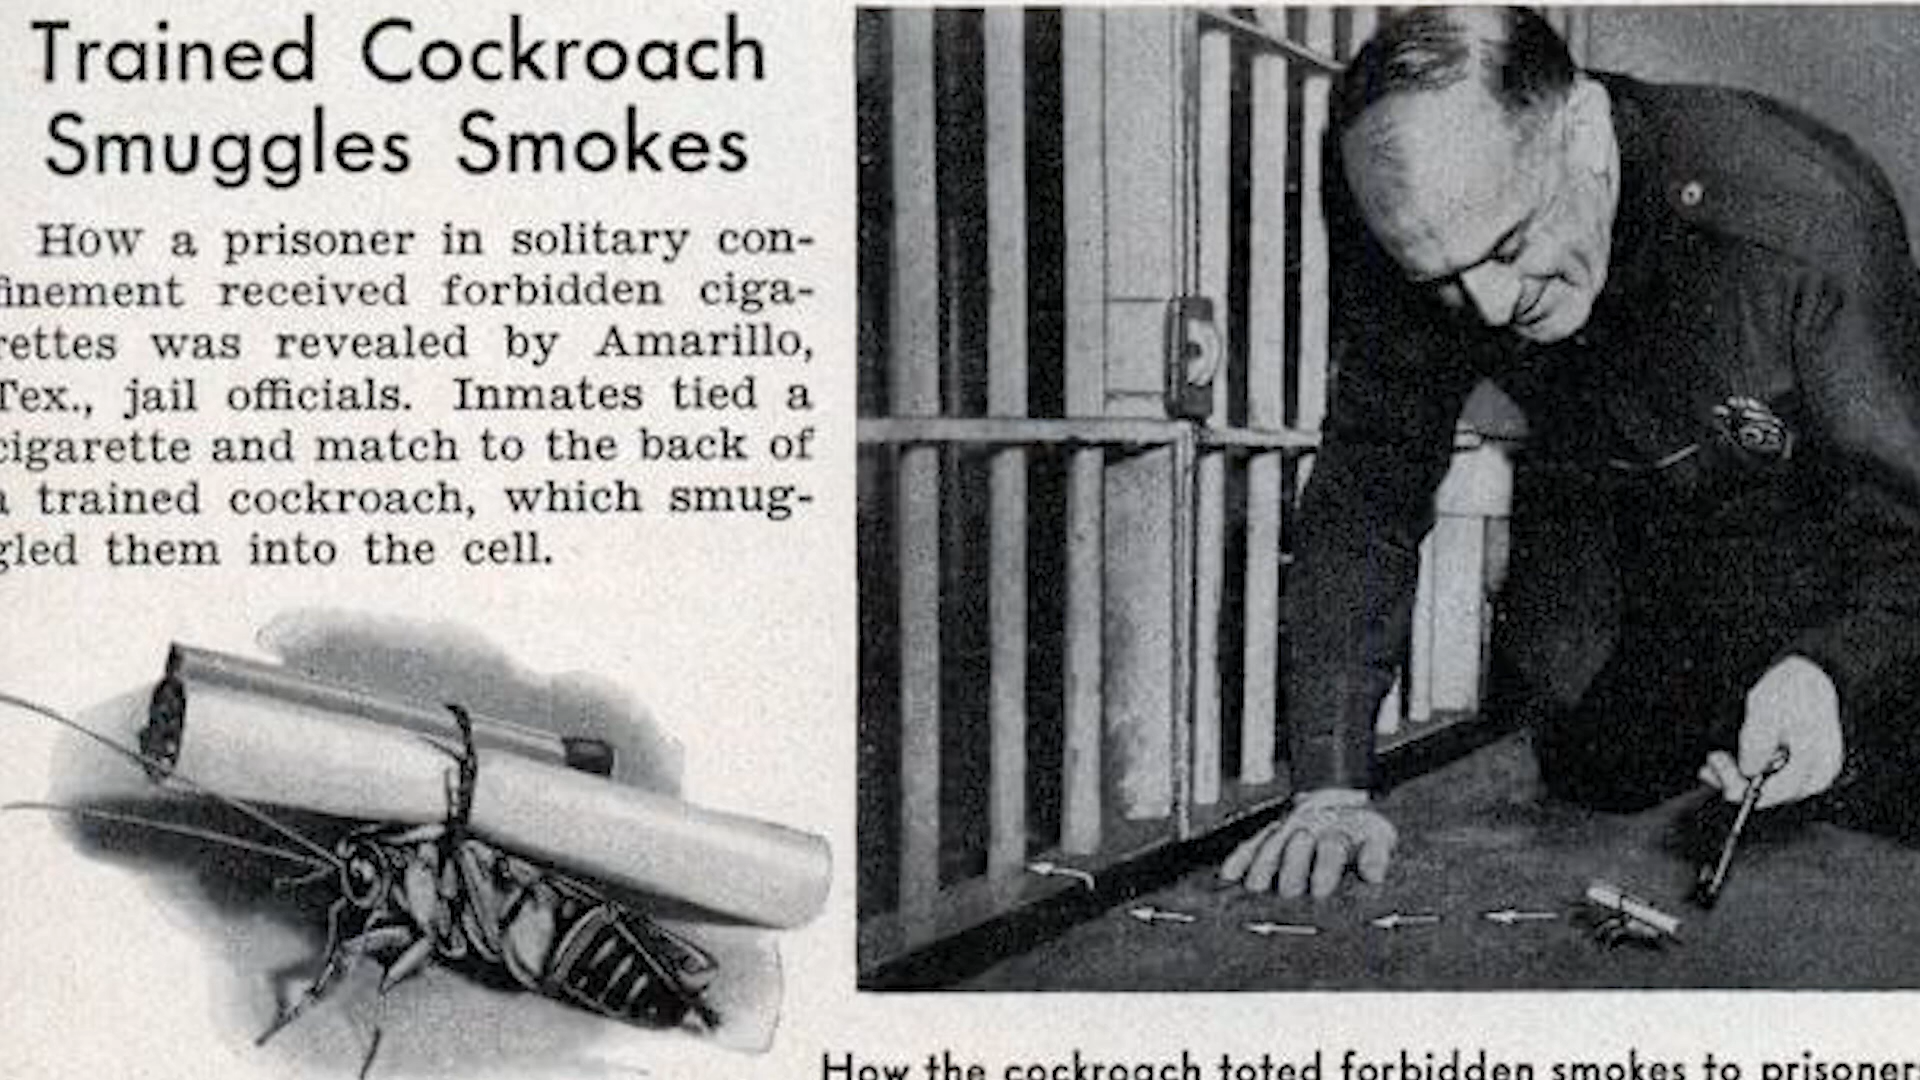 Trained Cockroach
Smuggles Smokes
How a prisoner in solitary con-
finement received forbidden ciga-
rettes was revealed by Amarillo,
Tex., jail officials. Inmates tied a
cigarette and match to the back of
a trained cockroach, which smug-
gled them into the cell.
How the cockroach toted forbidden smokes to prisoner